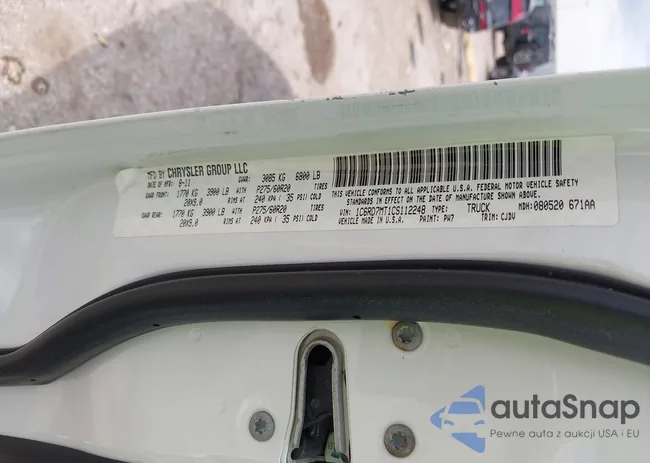 MFD BY CHRYSLER GROUP LLC
DATE OF MFR: 8-11 GVWR: 3085 KG 6800 LB
GAWR FRONT: 1770 KG 3900 LB P275/60R20 TIRES
20X9.0 RIMS AT 240 KPA ( 35 PSI) COLD
GAWR REAR: 1770 KG 3900 LB P275/60R20 TIRES
20X9.0 RIMS AT 240 KPA ( 35 PSI) COLD
THIS VEHICLE CONFORMS TO ALL APPLICABLE U.S.A. FEDERAL MOTOR VEHICLE SAFETY
STANDARDS IN EFFECT ON THE DATE OF MANUFACTURE SHOWN ABOVE.
VIN: 1C6RD7MT1CS112248 TYPE: TRUCK MDH: 080520 671AA
VEHICLE MADE IN U.S.A. PAINT: PW7 TRIM: CJDV
autaSnap
Pewne auta z aukcji USA i EU